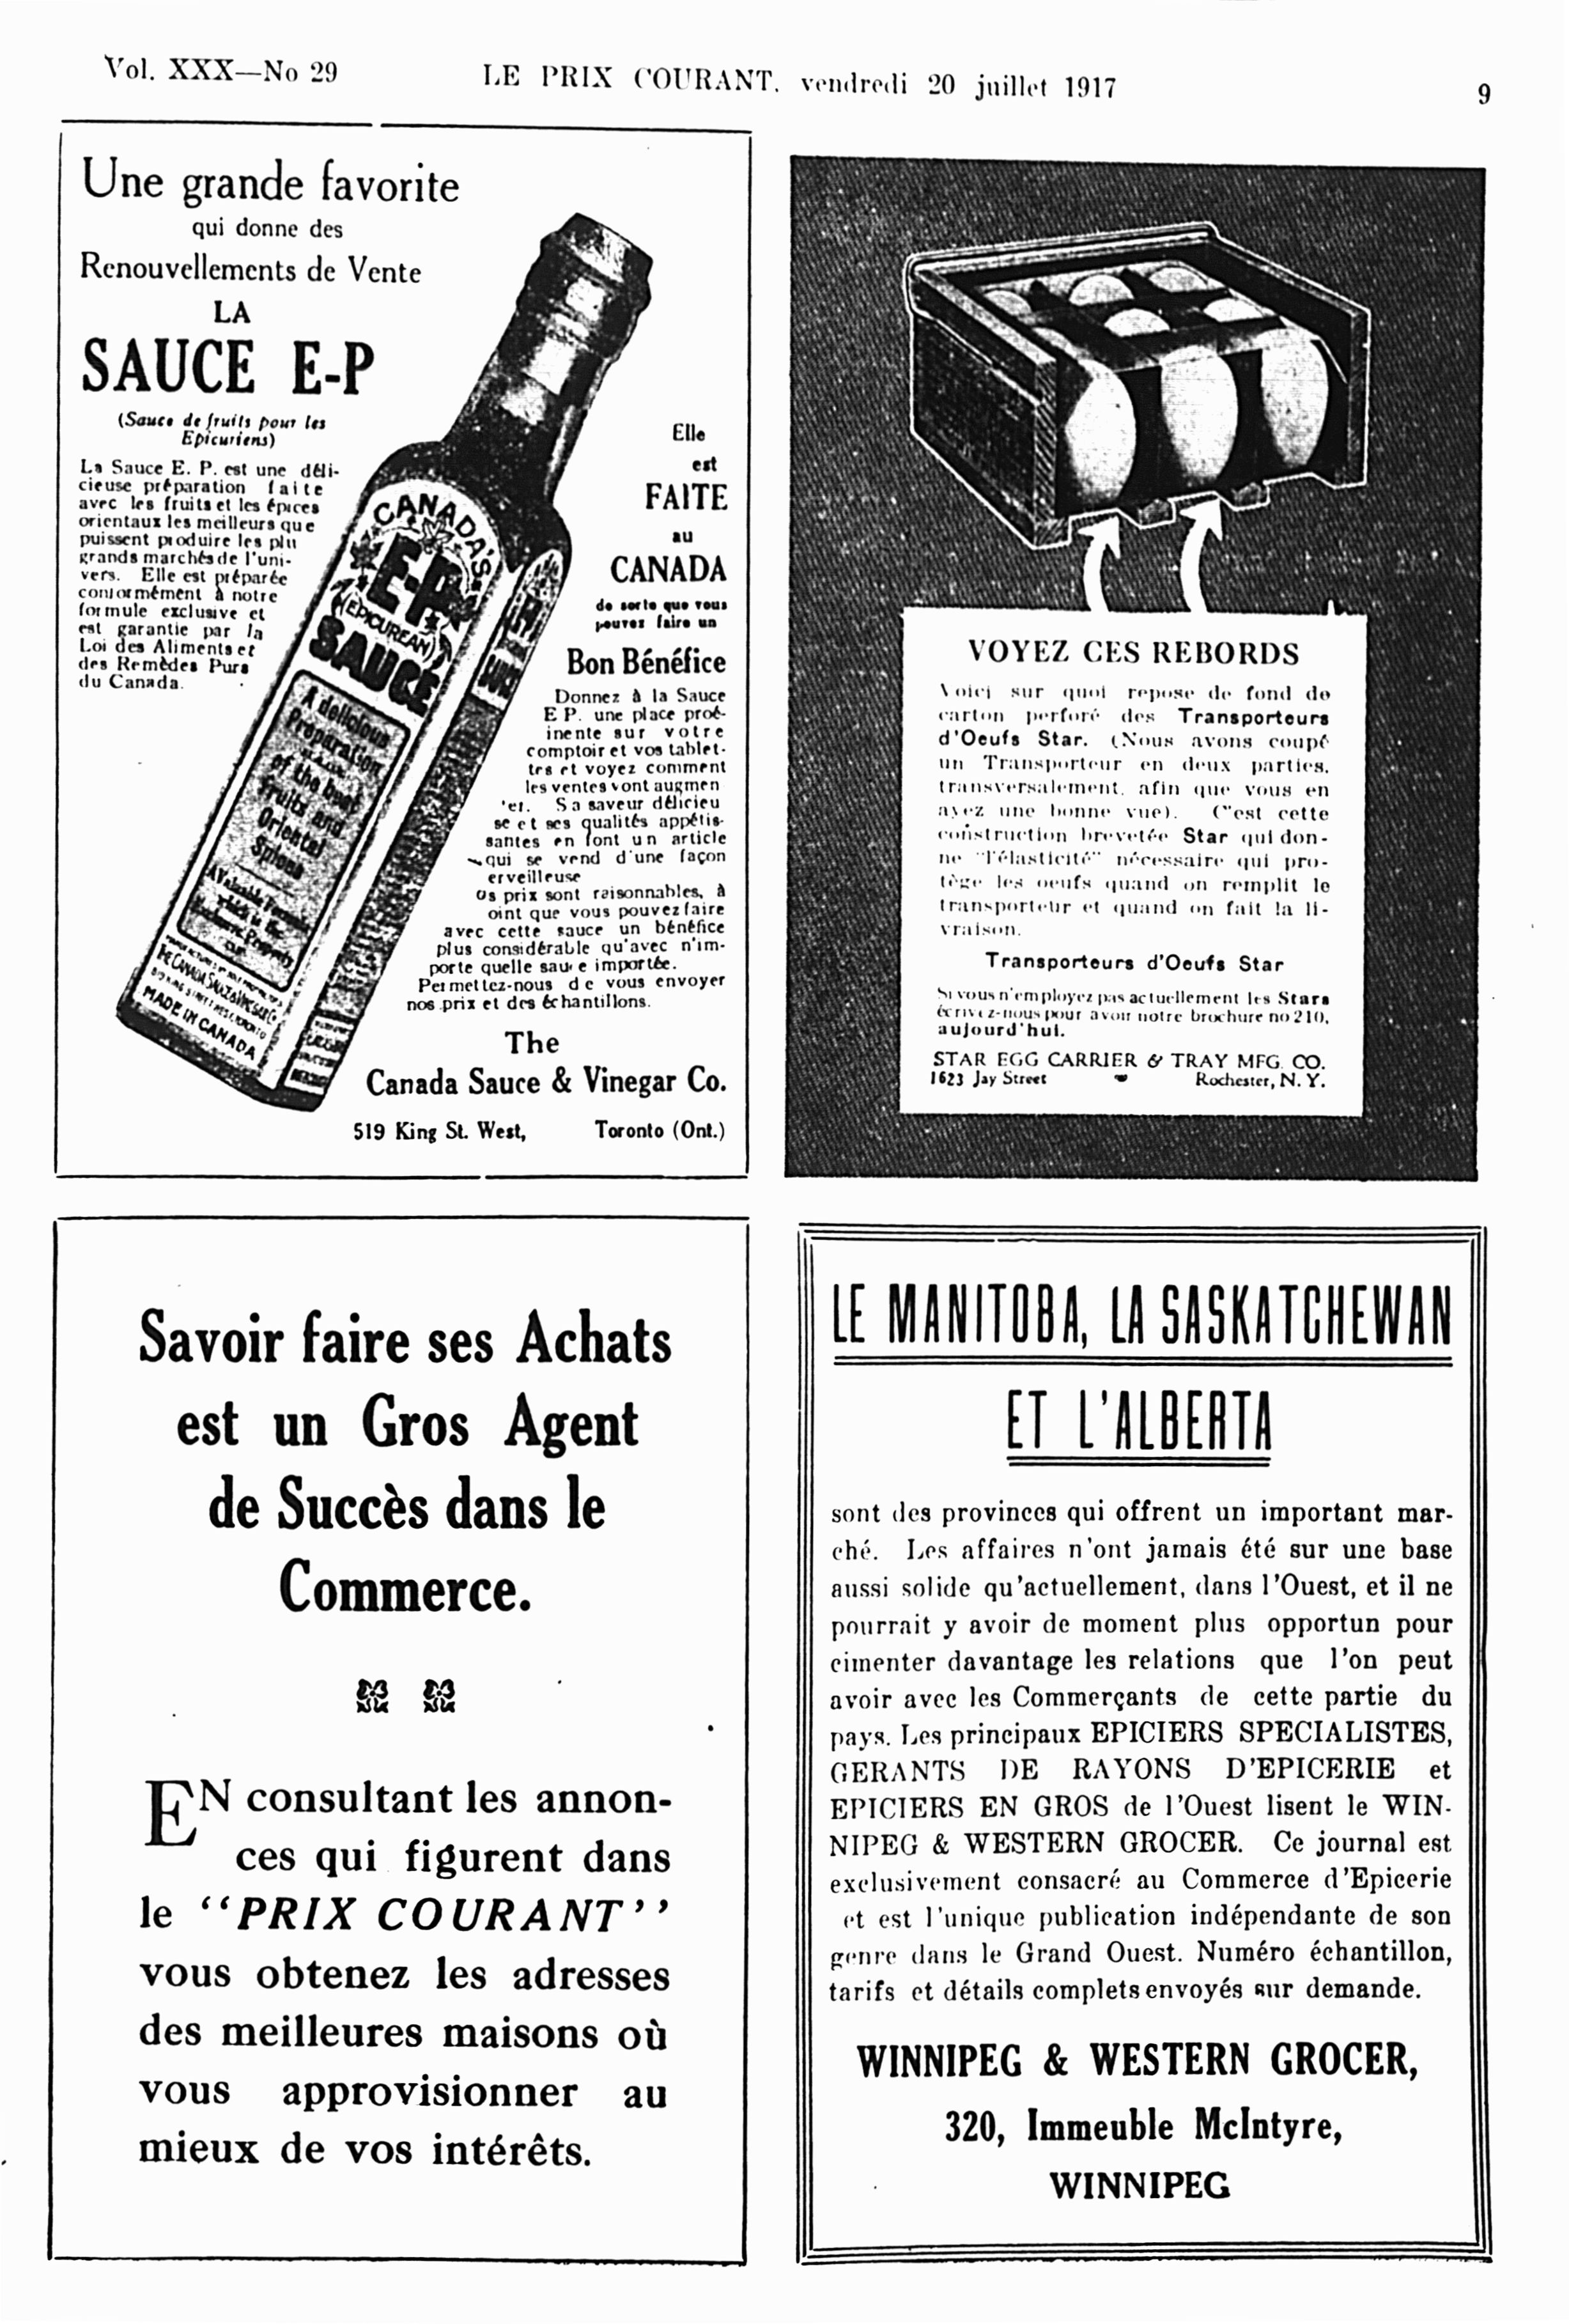 Vol. XXX—No 29
LE PRIX COURANT, vendredi 20 juillet 1917
9
Une grande favorite
qui donne des
Renouvellements de Vente
LA
SAUCE E-P
(Sauce de fruits pour les
Epicuriens)
La Sauce E. P. est une déli-
cieuse préparation faite
avec les fruits et les épices
orientaux les meilleurs que
puissent produire les plu
grands marchés de l'uni-
vers. Elle est préparée
conformément à notre
formule exclusive et
est garantie par la
Loi des Aliments et
des Remèdes Purs
du Canada.
CANADA'S
E-P
(EPICUREAN)
SAUCE
A delicious
Preparation
of the best
fruits and
Oriental
Spices
A Valuable Formula
which is the
Exclusive Property
THE CANADA SAUCE & VINEGAR Co.
MADE IN CANADA
Elle
est
FAITE
au
CANADA
de sorte que vous
pouvez faire un
Bon Bénéfice
Donnez à la Sauce
E P. une place proé-
inente sur votre
comptoir et vos tablet-
tes et voyez comment
les ventes vont augmen
'er. Sa saveur délicieu
se et ses qualités appétis-
santes en font un article
qui se vend d'une façon
erveilleuse
os prix sont raisonnables, à
oint que vous pouvez faire
avec cette sauce un bénéfice
plus considérable qu'avec n'im-
porte quelle sauce importée.
Permettez-nous de vous envoyer
nos prix et des échantillons.
The
Canada Sauce & Vinegar Co.
519 King St. West, Toronto (Ont.)
VOYEZ CES REBORDS
Voici sur quoi repose de fond de
carton perforé des Transporteurs
d'Oeufs Star. (Nous avons coupé
un Transporteur en deux parties,
transversalement, afin que vous en
ayez une bonne vue). C'est cette
construction brevetée Star qui don-
ne "l'élasticité" nécessaire qui pro-
tège les oeufs quand on remplit le
transporteur et quand on fait la li-
vraison.
Transporteurs d'Oeufs Star
Si vous n'employez pas actuellement les Stars
écrivez-nous pour avoir notre brochure no 210,
aujourd'hui.
STAR EGG CARRIER & TRAY MFG. CO.
1623 Jay Street Rochester, N. Y.
Savoir faire ses Achats
est un Gros Agent
de Succès dans le
Commerce.
EN consultant les annon-
ces qui figurent dans
le "PRIX COURANT"
vous obtenez les adresses
des meilleures maisons où
vous approvisionner au
mieux de vos intérêts.
LE MANITOBA, LA SASKATCHEWAN
ET L'ALBERTA
sont des provinces qui offrent un important mar-
ché. Les affaires n'ont jamais été sur une base
aussi solide qu'actuellement, dans l'Ouest, et il ne
pourrait y avoir de moment plus opportun pour
cimenter davantage les relations que l'on peut
avoir avec les Commerçants de cette partie du
pays. Les principaux EPICIERS SPECIALISTES,
GERANTS DE RAYONS D'EPICERIE et
EPICIERS EN GROS de l'Ouest lisent le WIN-
NIPEG & WESTERN GROCER. Ce journal est
exclusivement consacré au Commerce d'Epicerie
et est l'unique publication indépendante de son
genre dans le Grand Ouest. Numéro échantillon,
tarifs et détails complets envoyés sur demande.
WINNIPEG & WESTERN GROCER,
320, Immeuble McIntyre,
WINNIPEG